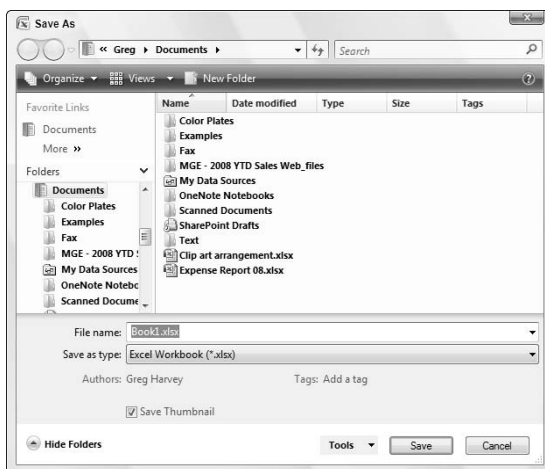 Save As
« Greg ▸ Documents ▸ Search
Organize Views New Folder
Favorite Links
Documents
More »
Folders
Documents
Color Plates
Examples
Fax
MGE - 2008 YTD
My Data Sources
OneNote Notebo
Scanned Docume
Name Date modified Type Size Tags
Color Plates
Examples
Fax
MGE - 2008 YTD Sales Web_files
My Data Sources
OneNote Notebooks
Scanned Documents
SharePoint Drafts
Text
Clip art arrangement.xlsx
Expense Report 08.xlsx
File name: Book1.xlsx
Save as type: Excel Workbook (*.xlsx)
Authors: Greg Harvey Tags: Add a tag
Save Thumbnail
Hide Folders Tools Save Cancel